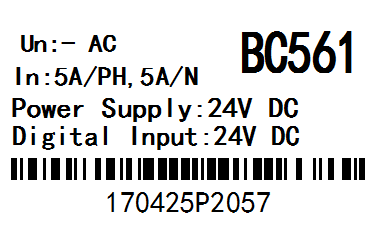 Un:- AC
BC561
In:5A/PH,5A/N
Power Supply:24V DC
Digital Input:24V DC
170425P2057